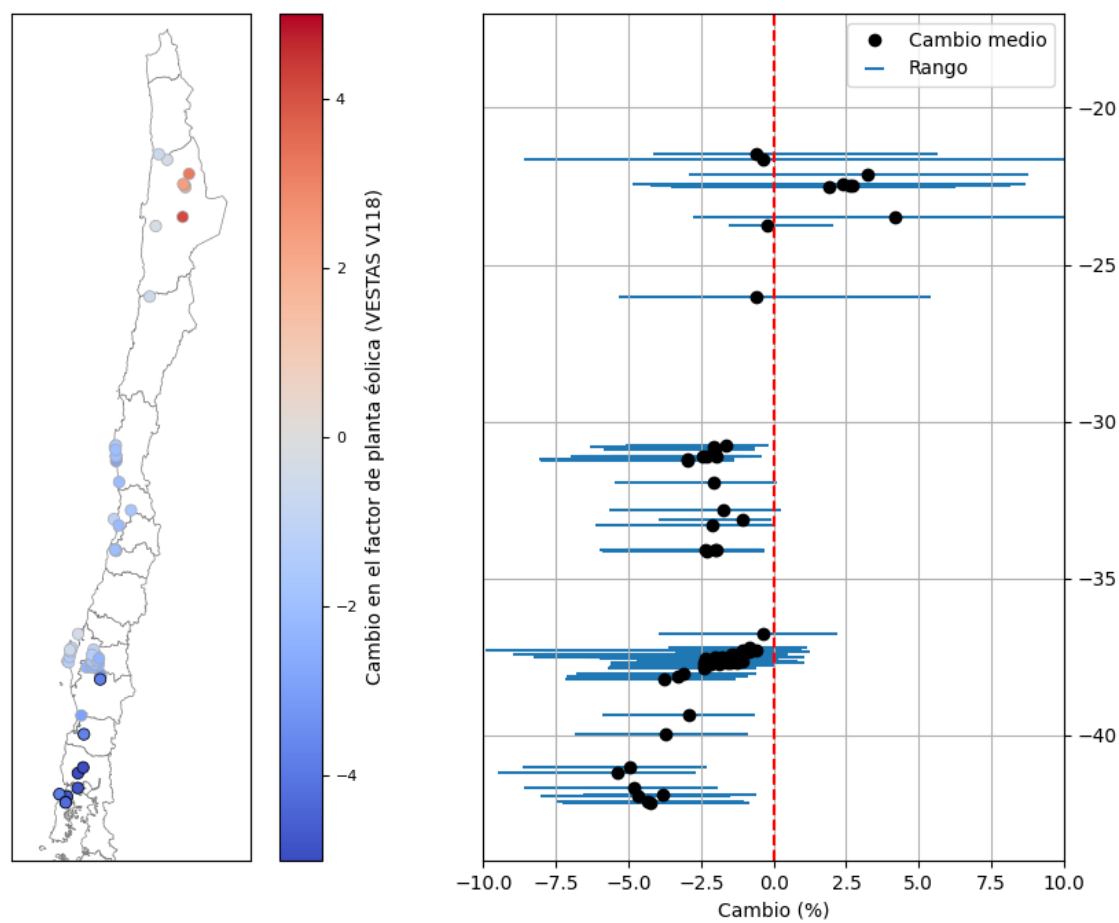 4
2
0
−2
−4
Cambio en el factor de planta éolica (VESTAS V118)
Cambio medio
Rango
−20
−25
−30
−35
−40
−10.0 −7.5 −5.0 −2.5 0.0 2.5 5.0 7.5 10.0
Cambio (%)